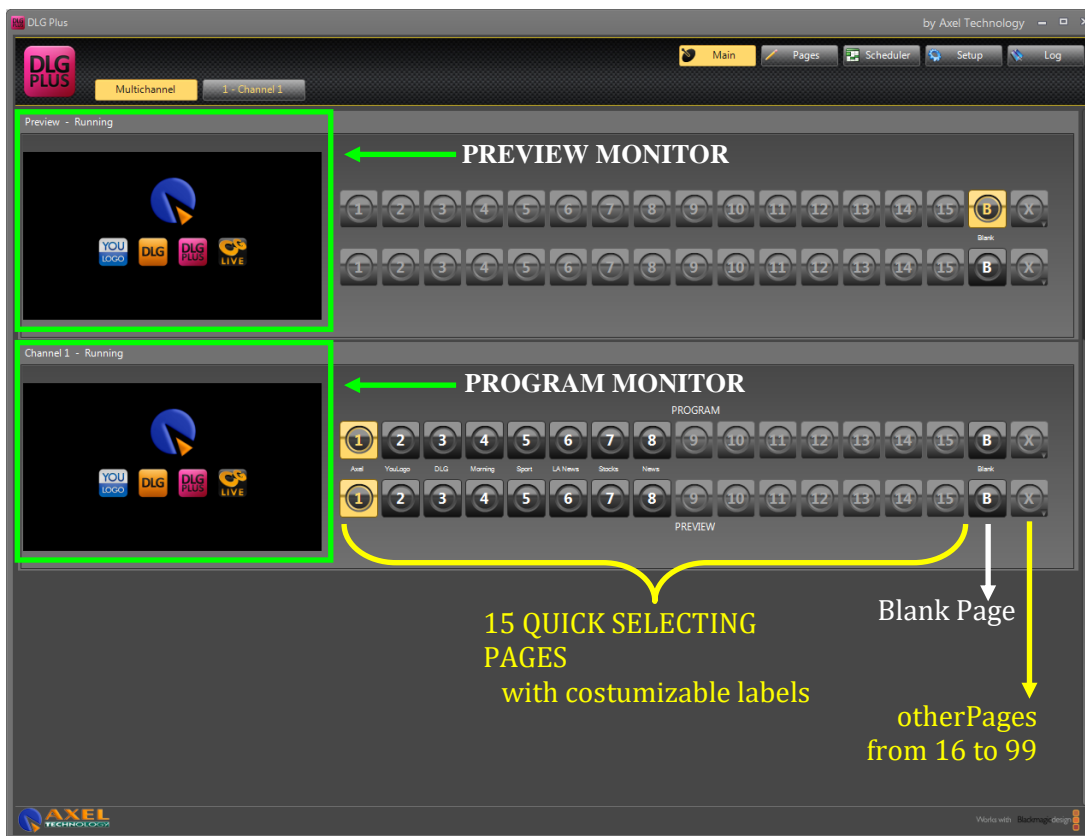 DLG Plus by Axel Technology
DLG PLUS
Main Pages Scheduler Setup Log
Multichannel 1 - Channel 1
Preview - Running
PREVIEW MONITOR
YOU LOGO DLG DLG PLUS LIVE
1 2 3 4 5 6 7 8 9 10 11 12 13 14 15 B X
Blank
1 2 3 4 5 6 7 8 9 10 11 12 13 14 15 B X
Channel 1 - Running
PROGRAM MONITOR
PROGRAM
YOU LOGO DLG DLG PLUS LIVE
1 2 3 4 5 6 7 8 9 10 11 12 13 14 15 B X
Axel YouLogo DLG Morning Sport LA News Stocks News Blank
1 2 3 4 5 6 7 8 9 10 11 12 13 14 15 B X
PREVIEW
15 QUICK SELECTING
PAGES
with costumizable labels
Blank Page
otherPages
from 16 to 99
AXEL
TECHNOLOGY
Works with Blackmagicdesign